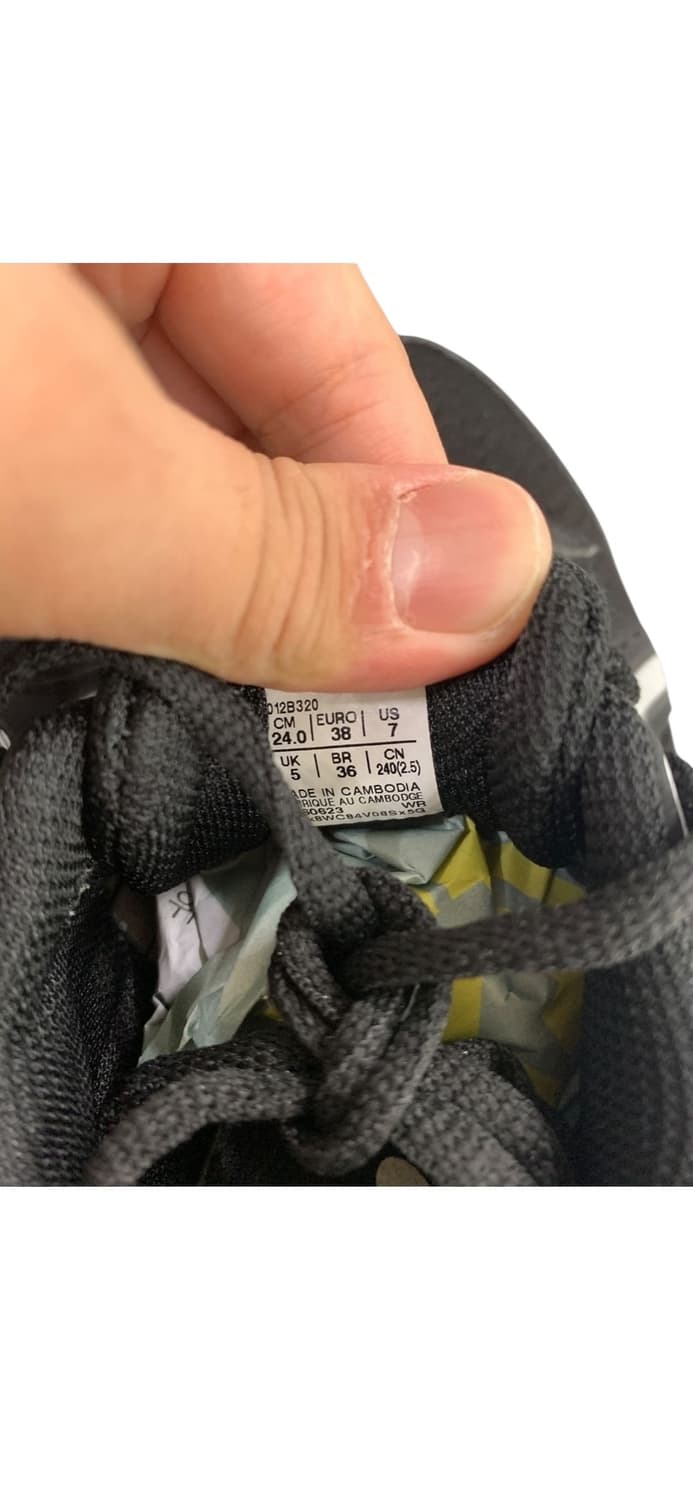 012B320
CM EURO US
24.0 38 7
UK BR CN
5 36 240(2.5)
ADE IN CAMBODIA
RIQUE AU CAMBODGE
60623 WR